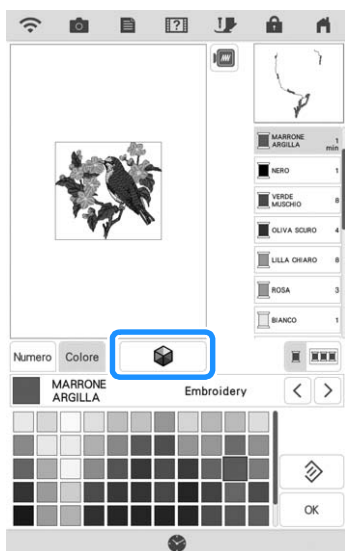 ?
MARRONE 1
ARGILLA min
NERO 1
VERDE 8
MUSCHIO
OLIVA SCURO 4
LILLA CHIARO 8
ROSA 3
BIANCO 1
Numero Colore
MARRONE
ARGILLA
Embroidery < >
OK